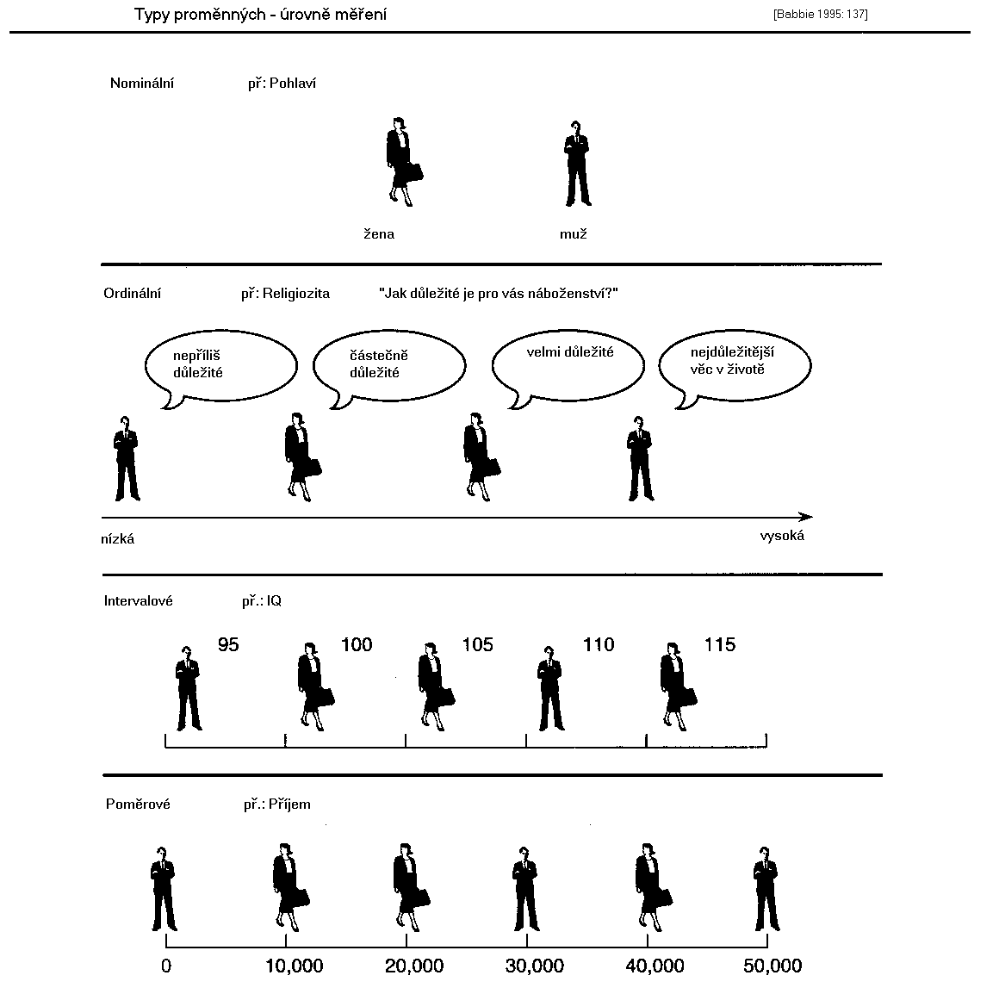 Typy proměnných - úrovně měření [Babbie 1995: 137]
Nominální př: Pohlaví
žena muž
Ordinální př: Religiozita "Jak důležité je pro vás náboženství?"
nepříliš
důležité
částečně
důležité
velmi důležité
nejdůležitější
věc v životě
nízká vysoká
Intervalové př.: IQ
95 100 105 110 115
Poměrové př.: Příjem
0 10,000 20,000 30,000 40,000 50,000